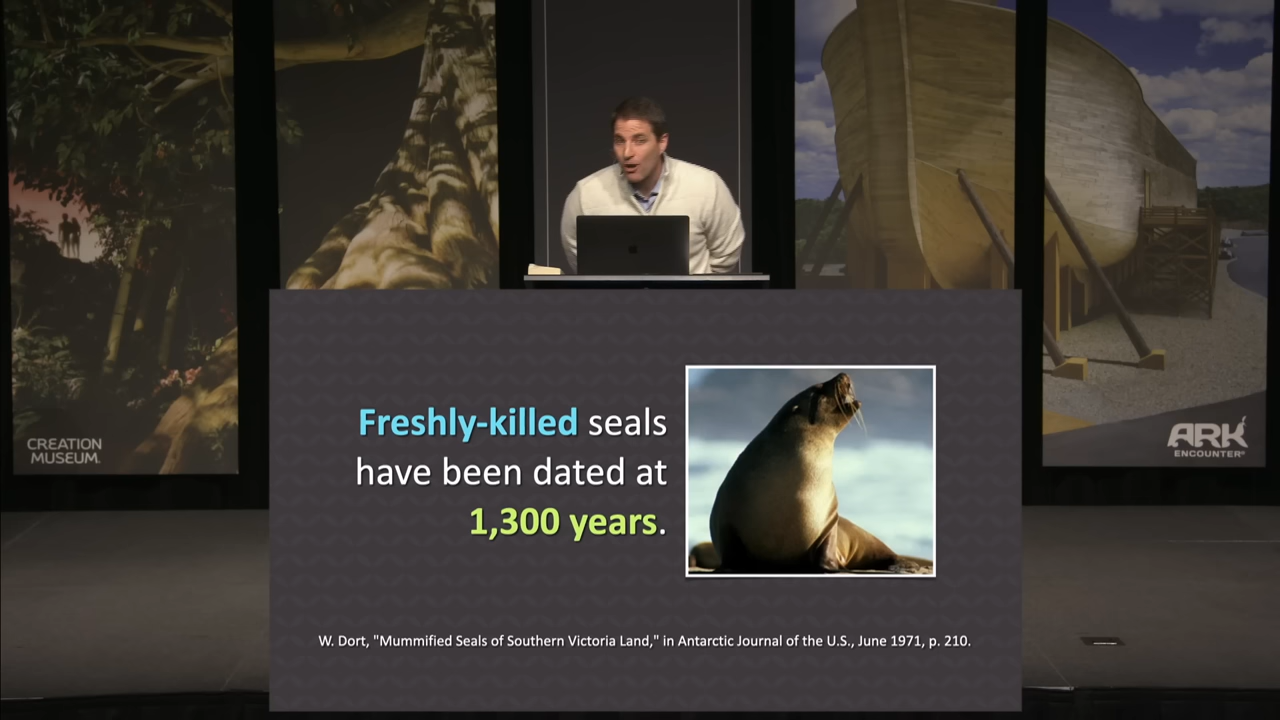 CREATION
MUSEUM®
ARK
ENCOUNTER®
Freshly-killed seals
have been dated at
1,300 years.
W. Dort, "Mummified Seals of Southern Victoria Land," in Antarctic Journal of the U.S., June 1971, p. 210.